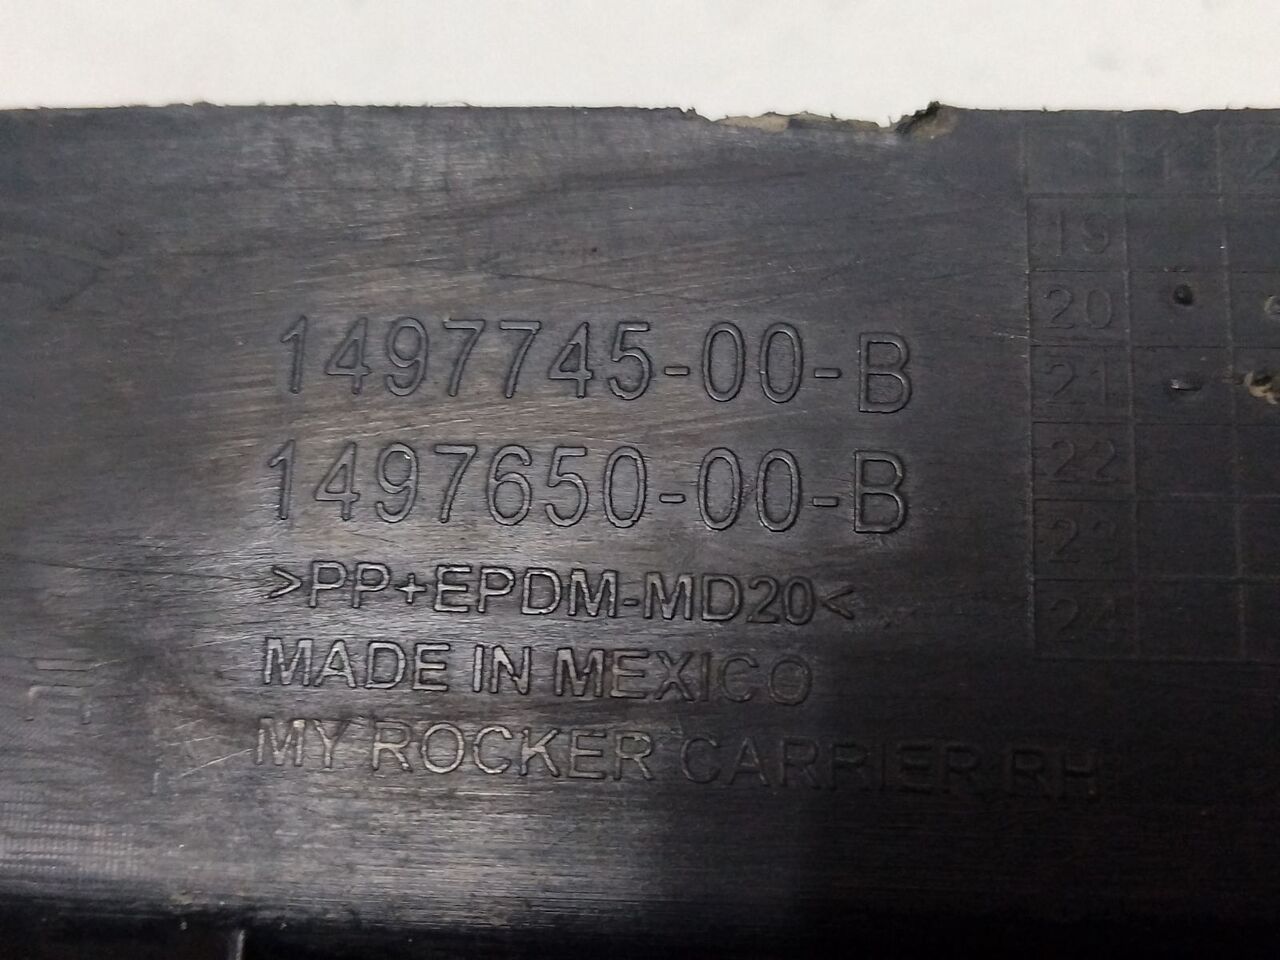 1497745-00-B
1497650-00-B
>PP+EPDM-MD20<
MADE IN MEXICO
MY ROCKER CARRIER RH
19
20
21
22
23
24